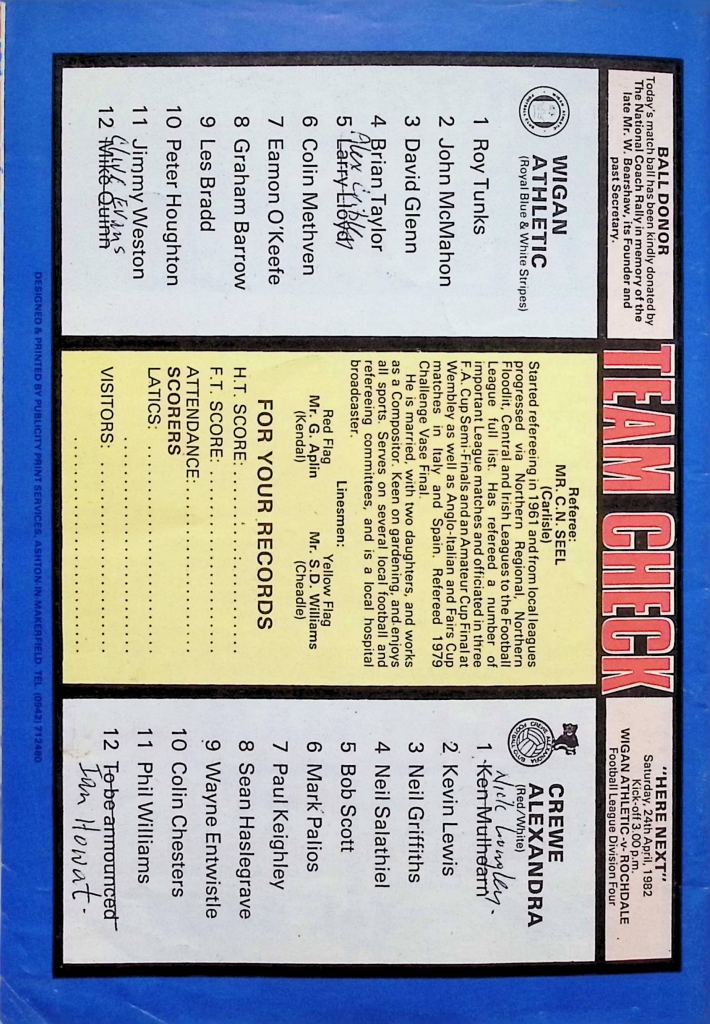 TEAM CHECK
BALL DONOR
Today's match ball has been kindly donated by
The National Coach Rally in memory of the
late Mr. W. Bearshaw, its Founder and
past Secretary.
WIGAN
ATHLETIC
(Royal Blue & White Stripes)
1 Roy Tunks
2 John McMahon
3 David Glenn
4 Brian Taylor
5 Larry Lloyd
6 Colin Methven
7 Eamon O'Keefe
8 Graham Barrow
9 Les Bradd
10 Peter Houghton
11 Jimmy Weston
Clive Evans
12 Mike Quinn
Referee:
MR. C.N. SEEL
(Carlisle)
Started refereeing in 1961 and from local leagues
progressed via Northern Regional, Northern
Floodlit, Central and Irish Leagues to the Football
League full list. Has refereed a number of
important League matches and officiated in three
F.A. Cup Semi-Finals and an Amateur Cup Final at
Wembley as well as Anglo-Italian and Fairs Cup
matches in Italy and Spain. Refereed 1979
Challenge Vase Final.
He is married with two daughters, and works
as a Compositor. Keen on gardening, and enjoys
all sports. Serves on several local football and
refereeing committees, and is a local hospital
broadcaster.
Linesmen:
Red Flag Yellow Flag
Mr. G. Aplin Mr. S.D. Williams
(Kendal) (Cheadle)
FOR YOUR RECORDS
H.T. SCORE:
F.T. SCORE:
ATTENDANCE:
SCORERS
LATICS:
VISITORS:
"HERE NEXT"
Saturday, 24th April, 1982
Kick-off 3.00 p.m.
WIGAN ATHLETIC -v- ROCHDALE
Football League Division Four
CREWE
ALEXANDRA
(Red/White)
Nick Longley.
1 Ken Mulhearn
2 Kevin Lewis
3 Neil Griffiths
4 Neil Salathiel
5 Bob Scott
6 Mark Palios
7 Paul Keighley
8 Sean Haslegrave
9 Wayne Entwistle
10 Colin Chesters
11 Phil Williams
12 To be announced
Ian Howat.
DESIGNED & PRINTED BY PUBLICITY PRINT SERVICES, ASHTON-IN-MAKERFIELD. TEL. (0942) 712480